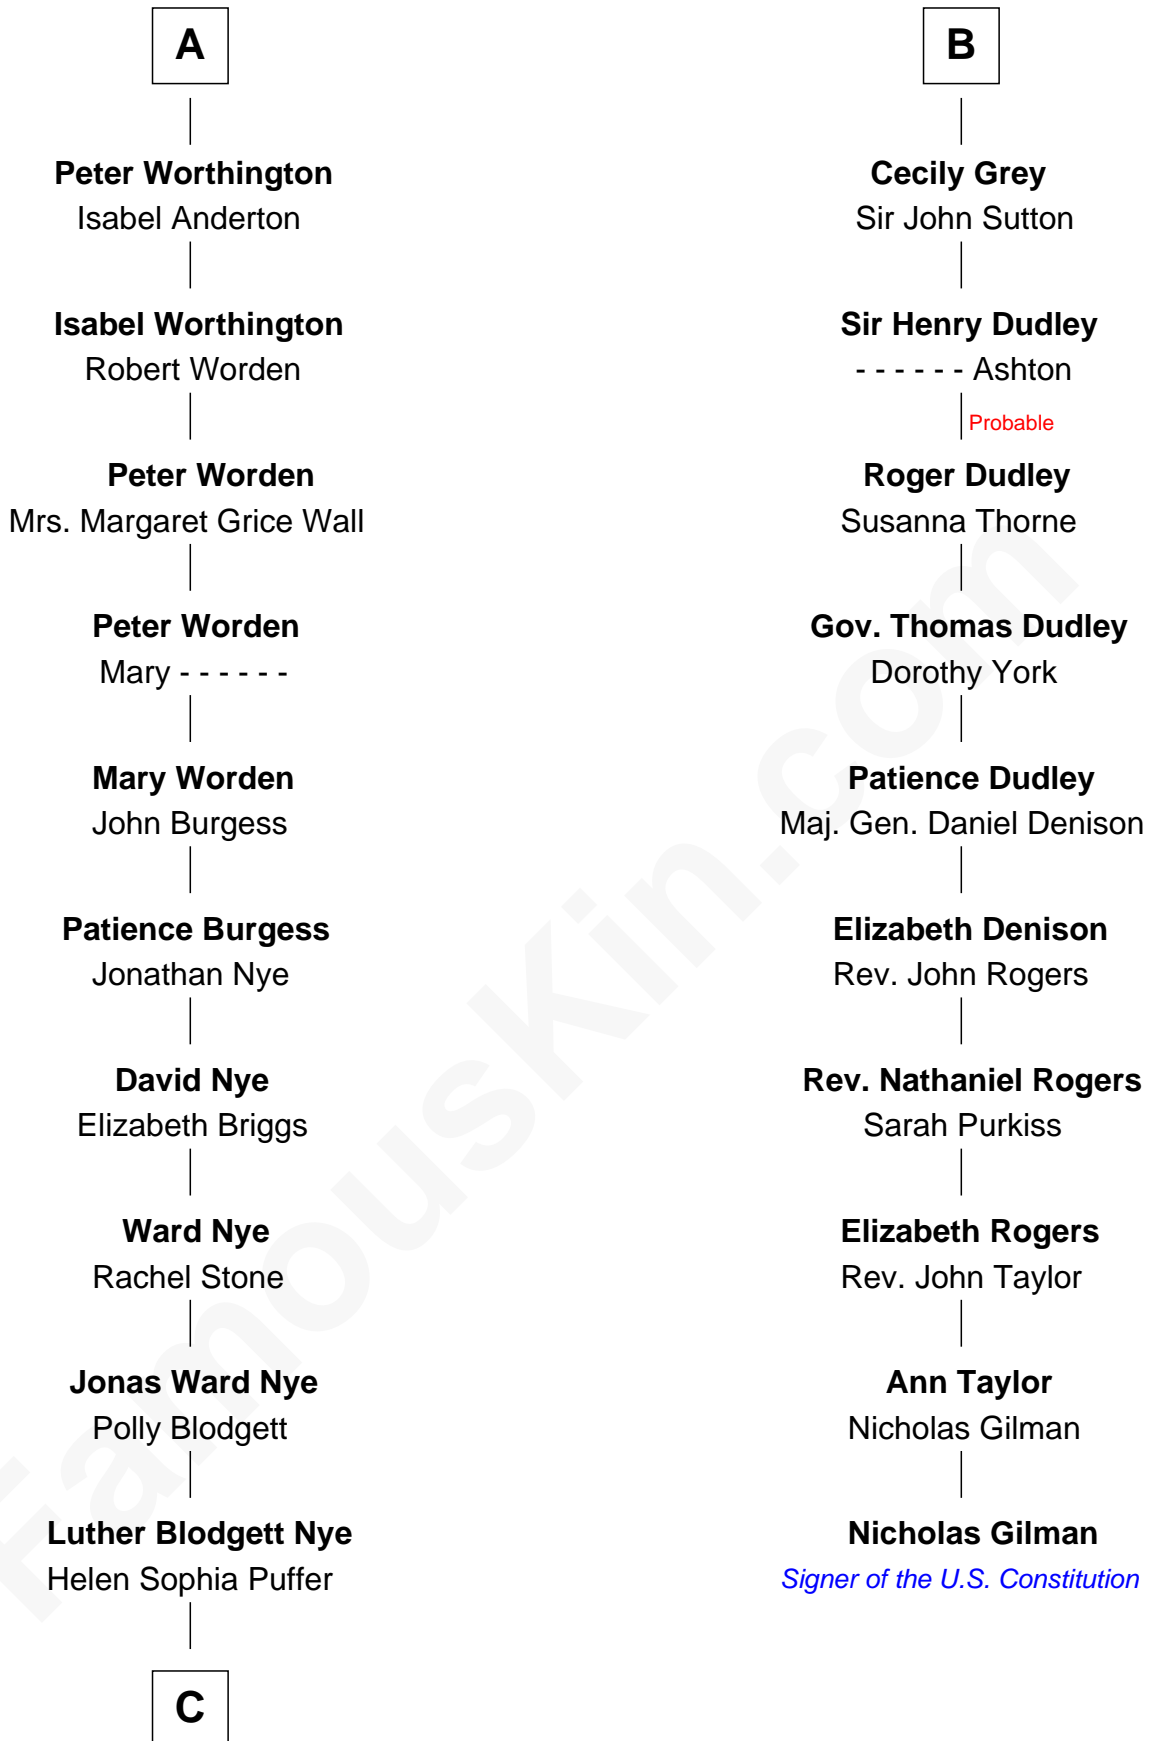 A
Peter Worthington
Isabel Anderton
Isabel Worthington
Robert Worden
Peter Worden
Mrs. Margaret Grice Wall
Peter Worden
Mary - - - - - -
Mary Worden
John Burgess
Patience Burgess
Jonathan Nye
David Nye
Elizabeth Briggs
Ward Nye
Rachel Stone
Jonas Ward Nye
Polly Blodgett
Luther Blodgett Nye
Helen Sophia Puffer
C
B
Cecily Grey
Sir John Sutton
Sir Henry Dudley
- - - - - - Ashton
Probable
Roger Dudley
Susanna Thorne
Gov. Thomas Dudley
Dorothy York
Patience Dudley
Maj. Gen. Daniel Denison
Elizabeth Denison
Rev. John Rogers
Rev. Nathaniel Rogers
Sarah Purkiss
Elizabeth Rogers
Rev. John Taylor
Ann Taylor
Nicholas Gilman
Nicholas Gilman
Signer of the U.S. Constitution
FamousKin.com